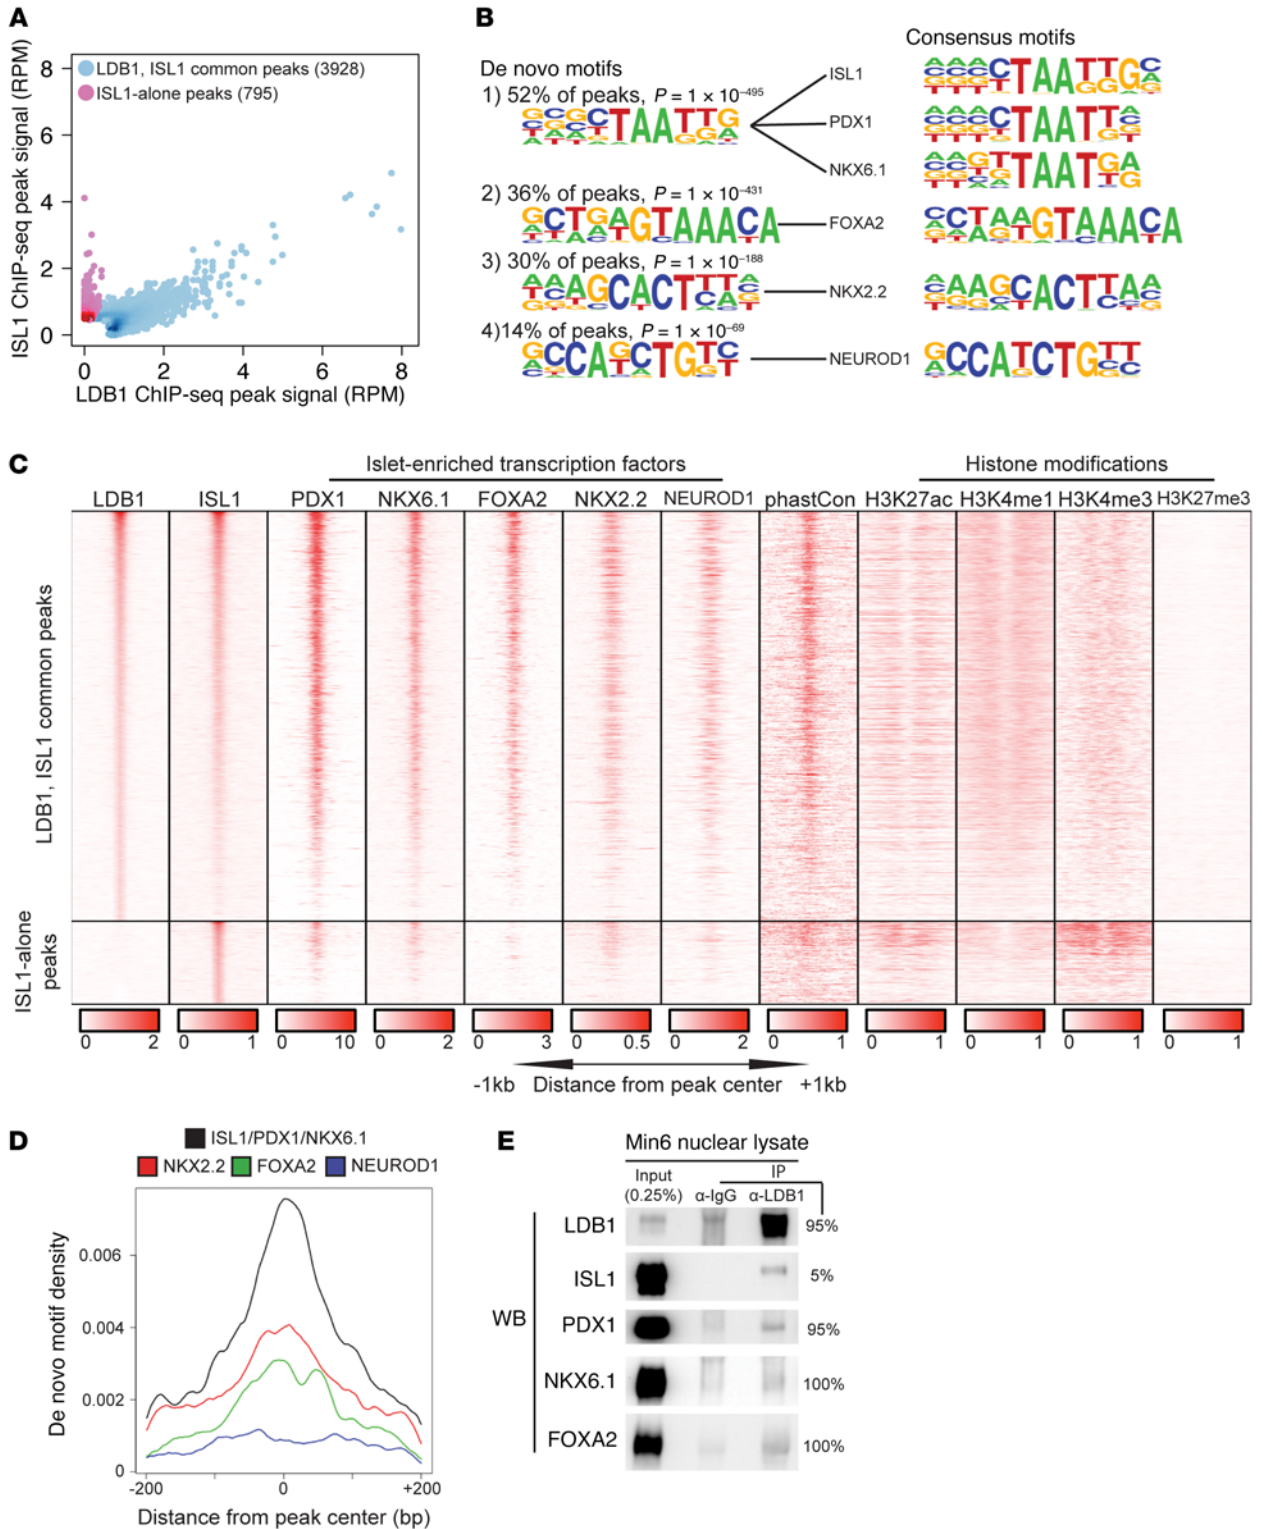 A
ISL1 ChIP-seq peak signal (RPM)
8
6
4
2
0
LDB1, ISL1 common peaks (3928)
ISL1-alone peaks (795)
0 2 4 6 8
LDB1 ChIP-seq peak signal (RPM)
B
De novo motifs
Consensus motifs
1) 52% of peaks, P = 1 × 10⁻⁴⁹⁵
ISL1
PDX1
NKX6.1
2) 36% of peaks, P = 1 × 10⁻⁴³¹
FOXA2
3) 30% of peaks, P = 1 × 10⁻¹⁸⁸
NKX2.2
4)14% of peaks, P = 1 × 10⁻⁶⁹
NEUROD1
C
Islet-enriched transcription factors
Histone modifications
LDB1 ISL1 PDX1 NKX6.1 FOXA2 NKX2.2 NEUROD1 phastCon H3K27ac H3K4me1 H3K4me3 H3K27me3
LDB1, ISL1 common peaks
ISL1-alone
peaks
0 2 0 1 0 10 0 2 0 3 0 0.5 0 2 0 1 0 1 0 1 0 1 0 1
-1kb Distance from peak center +1kb
D
ISL1/PDX1/NKX6.1
NKX2.2 FOXA2 NEUROD1
De novo motif density
0.006
0.004
0.002
0
-200 0 +200
Distance from peak center (bp)
E
Min6 nuclear lysate
Input
(0.25%)
IP
α-IgG α-LDB1
WB
LDB1 95%
ISL1 5%
PDX1 95%
NKX6.1 100%
FOXA2 100%